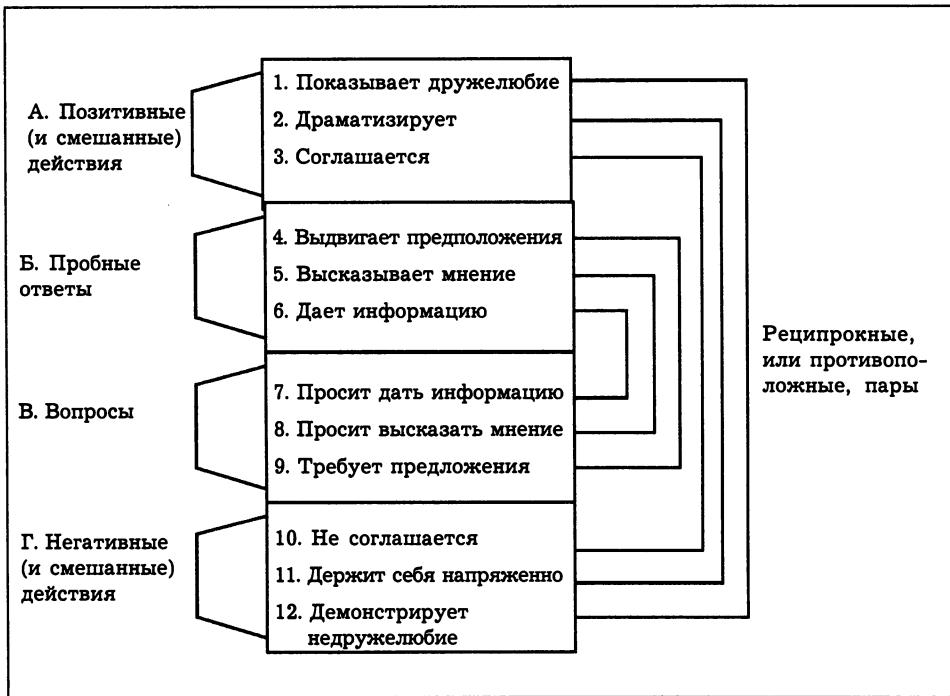 А. Позитивные
(и смешанные)
действия
1. Показывает дружелюбие
2. Драматизирует
3. Соглашается
Б. Пробные
ответы
4. Выдвигает предположения
5. Высказывает мнение
6. Дает информацию
В. Вопросы
7. Просит дать информацию
8. Просит высказать мнение
9. Требует предложения
Г. Негативные
(и смешанные)
действия
10. Не соглашается
11. Держит себя напряженно
12. Демонстрирует
недружелюбие
Реципрокные,
или противопо-
ложные, пары